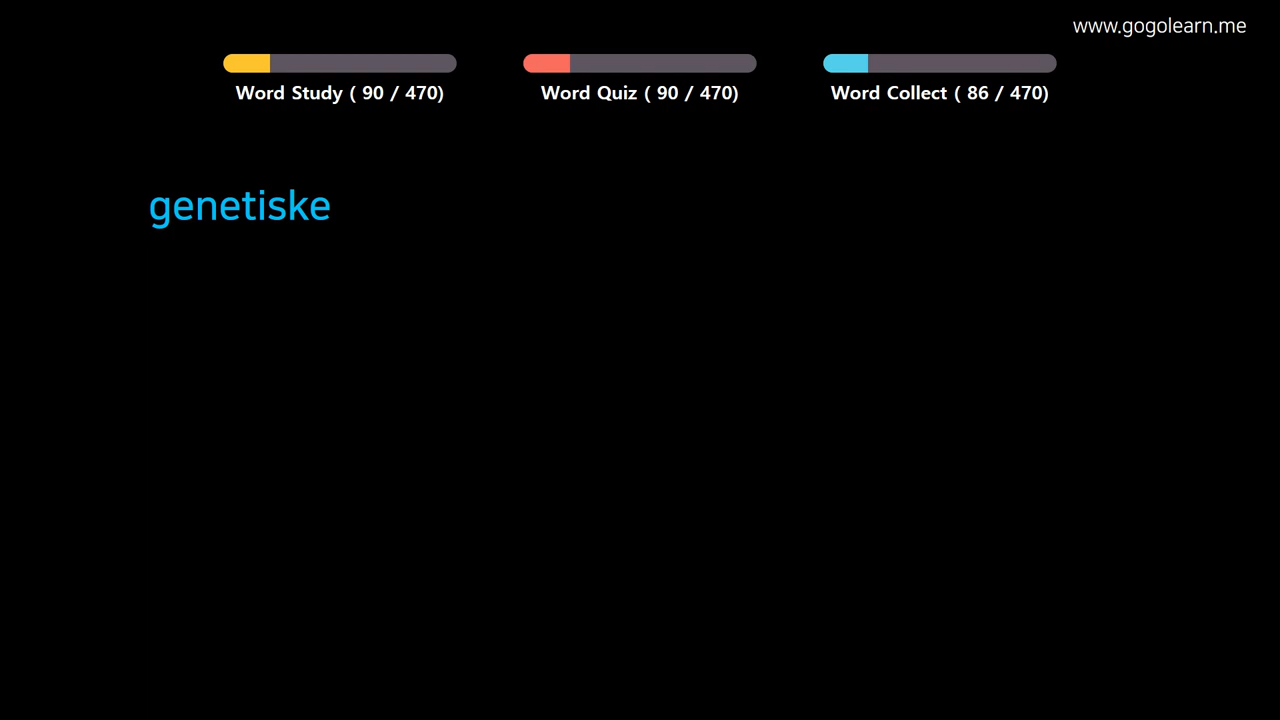 www.gogolearn.me
Word Study ( 90 / 470)
Word Quiz ( 90 / 470)
Word Collect ( 86 / 470)
genetiske